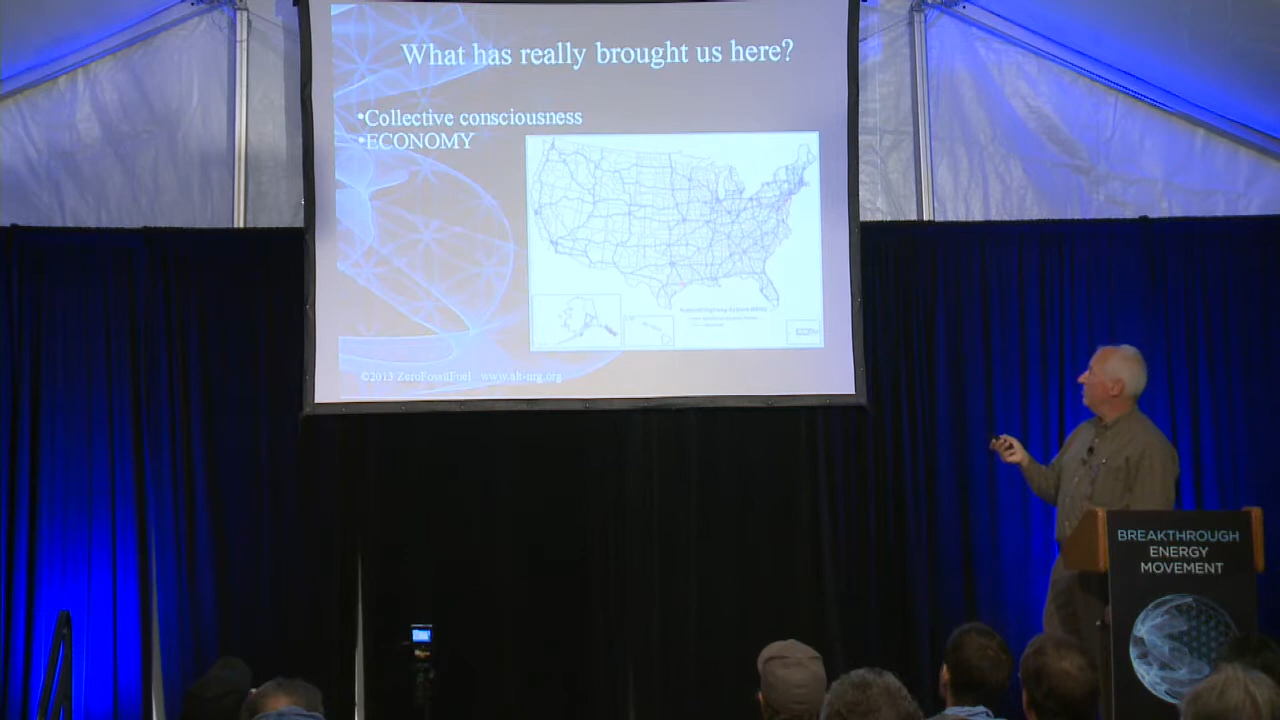 What has really brought us here?
•Collective consciousness
•ECONOMY
©2013 ZeroFossilFuel www.alt-nrg.org
BREAKTHROUGH
ENERGY
MOVEMENT